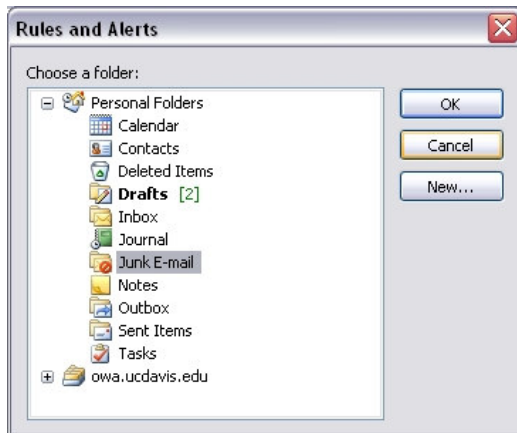 Rules and Alerts
Choose a folder:
Personal Folders
Calendar
Contacts
Deleted Items
Drafts [2]
Inbox
Journal
Junk E-mail
Notes
Outbox
Sent Items
Tasks
owa.ucdavis.edu
OK
Cancel
New...